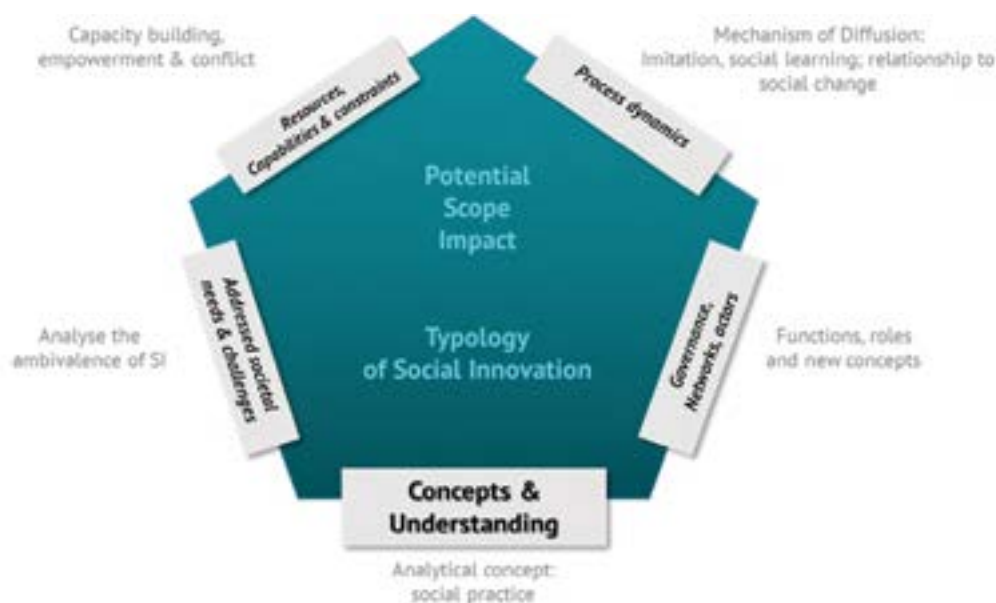 Capacity building,
empowerment & conflict
Mechanism of Diffusion:
Imitation, social learning; relationship to
social change
Resources,
Capabilities & constraints
Process dynamics
Potential
Scope
Impact
Addressed societal
needs & challenges
Analyse the
ambivalence of SI
Typology
of Social Innovation
Governance,
Networks, actors
Functions, roles
and new concepts
Concepts &
Understanding
Analytical concept:
social practice